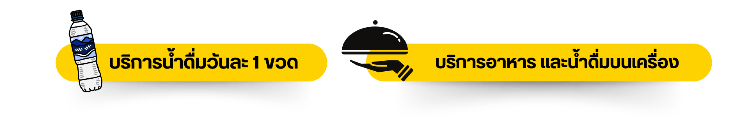 บริการน้ำดื่มวันละ 1 ขวด
บริการอาหาร และน้ำดื่มบนเครื่อง